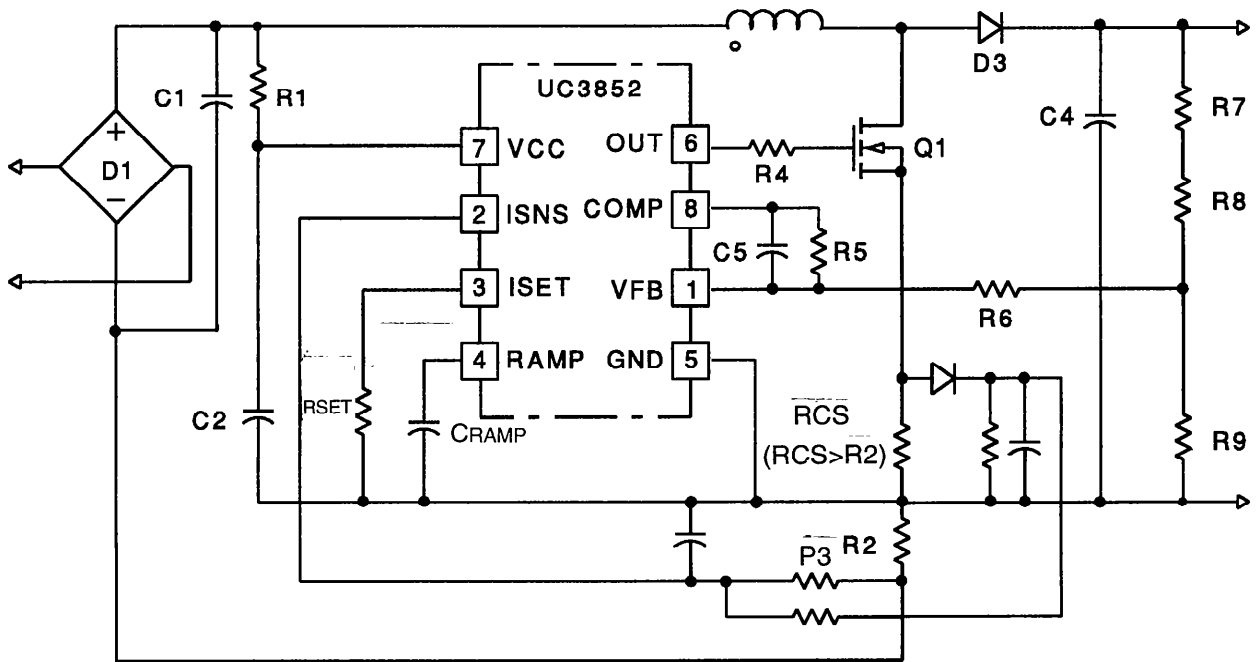 UC3852
D3
C1
R1
C4
R7
7 VCC
OUT 6
Q1
+
D1
−
R4
2 ISNS
COMP 8
R8
C5
R5
3 ISET
VFB 1
R6
4 RAMP
GND 5
RSET
C2
CRAMP
RCS
(RCS>R2)
R9
P3
R2